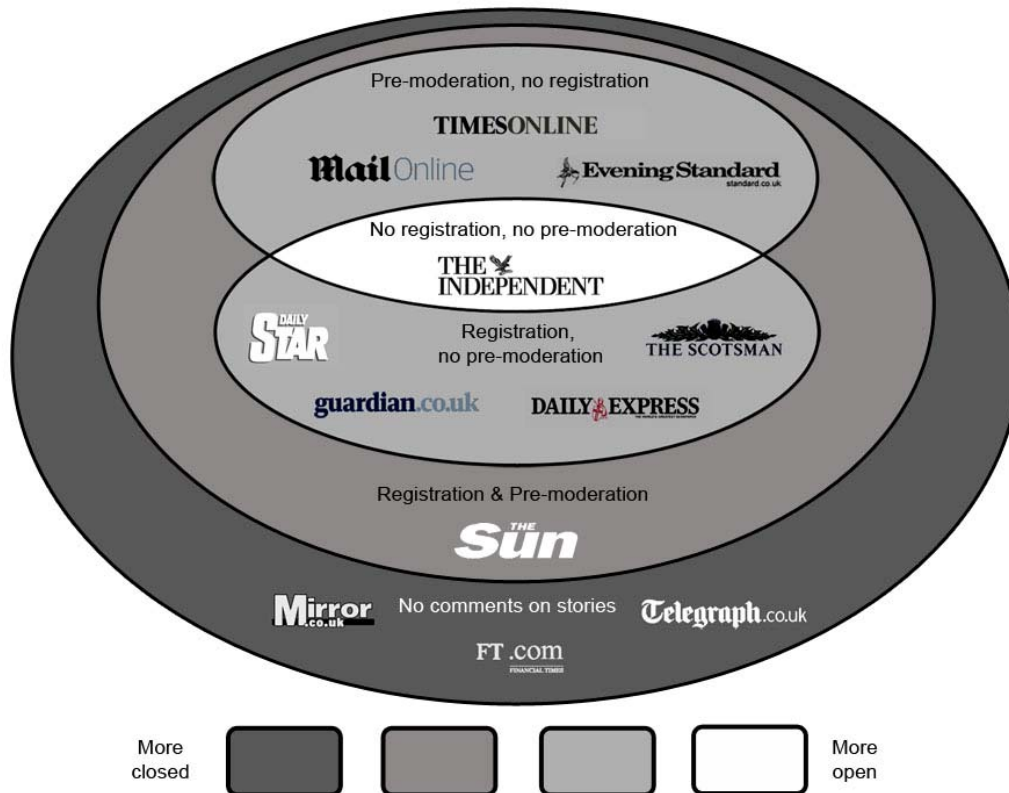 Pre-moderation, no registration
TIMESONLINE
Mail Online
Evening Standard
standard.co.uk
No registration, no pre-moderation
THE
INDEPENDENT
DAILY
STAR
Registration,
no pre-moderation
THE SCOTSMAN
guardian.co.uk
DAILY EXPRESS
Registration & Pre-moderation
THE
Sun
Mirror
.co.uk
No comments on stories
Telegraph.co.uk
FT.com
FINANCIAL TIMES
More
closed
More
open